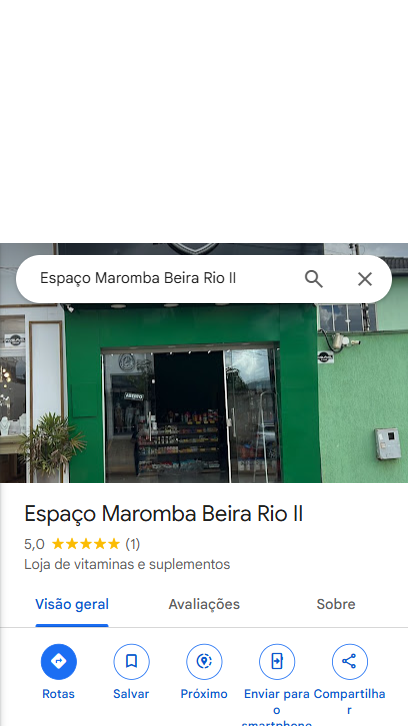 Espaço Maromba Beira Rio II
ABERTO
Espaço Maromba Beira Rio II
5,0 (1)
Loja de vitaminas e suplementos
Visão geral
Avaliações
Sobre
Rotas
Salvar
Próximo
Enviar para o smartphone
Compartilhar